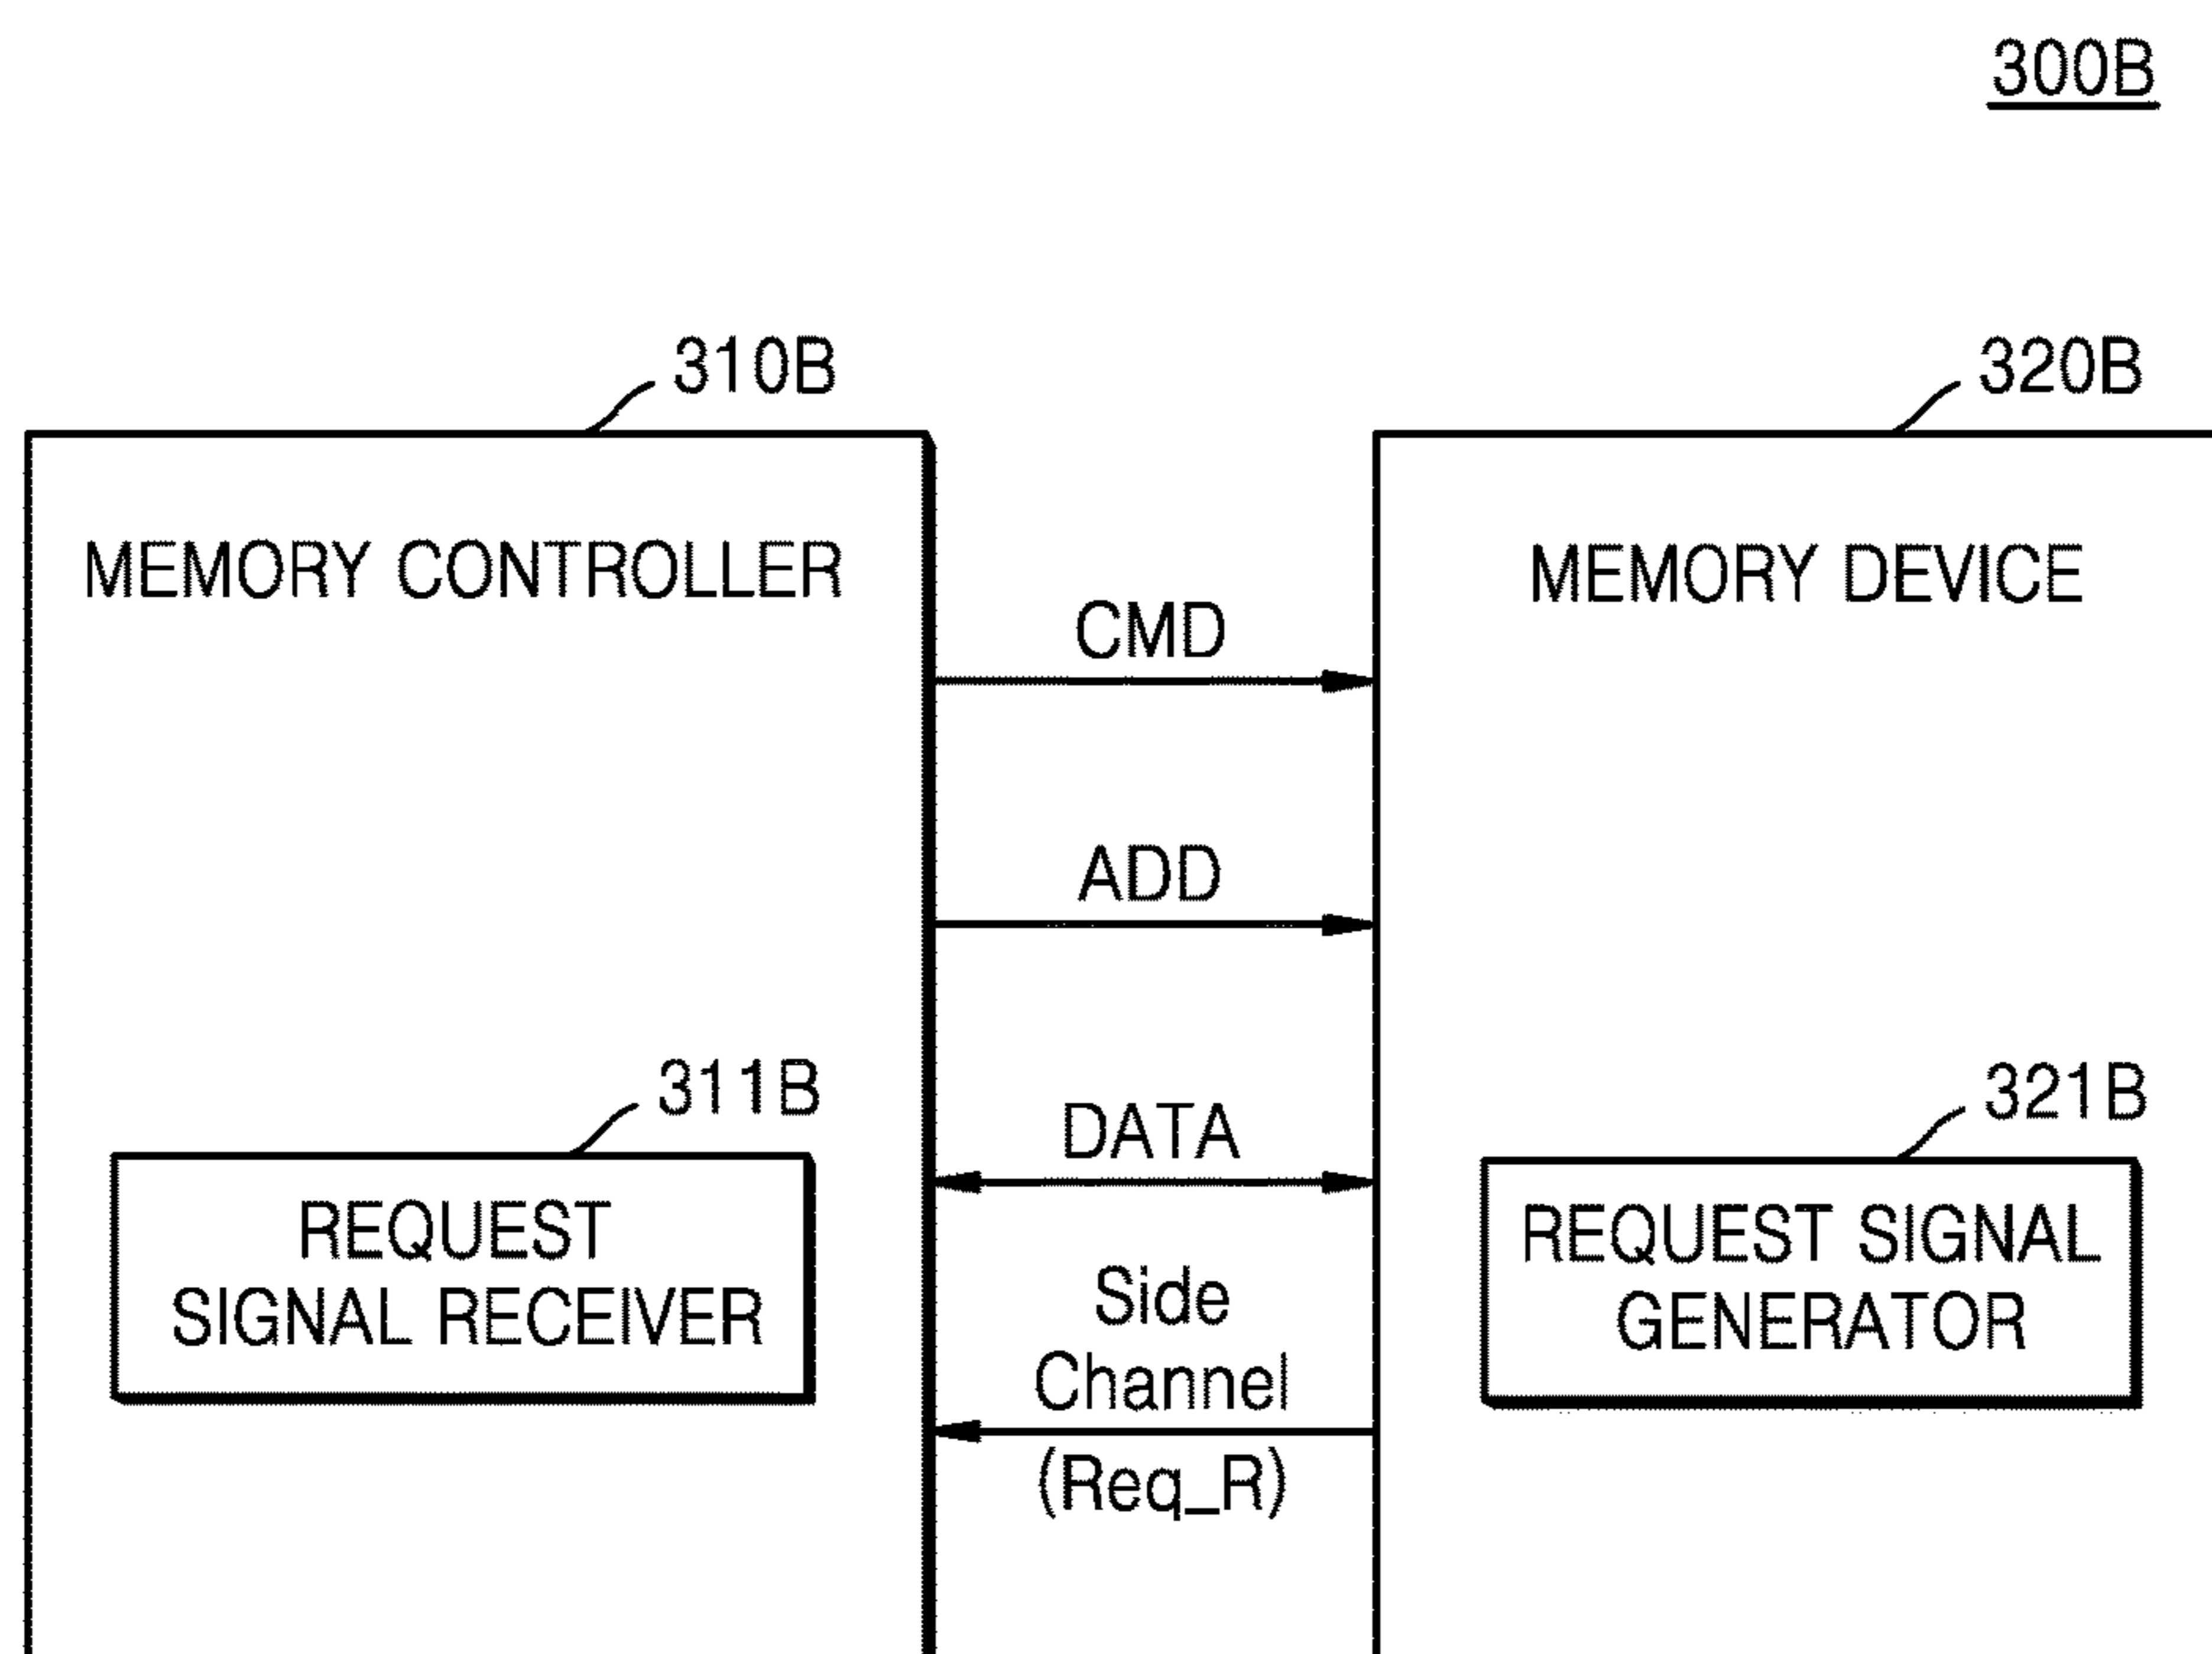 300B
310B
320B
MEMORY CONTROLLER
MEMORY DEVICE
CMD
ADD
311B
321B
DATA
REQUEST
SIGNAL RECEIVER
REQUEST SIGNAL
GENERATOR
Side
Channel
(Req_R)